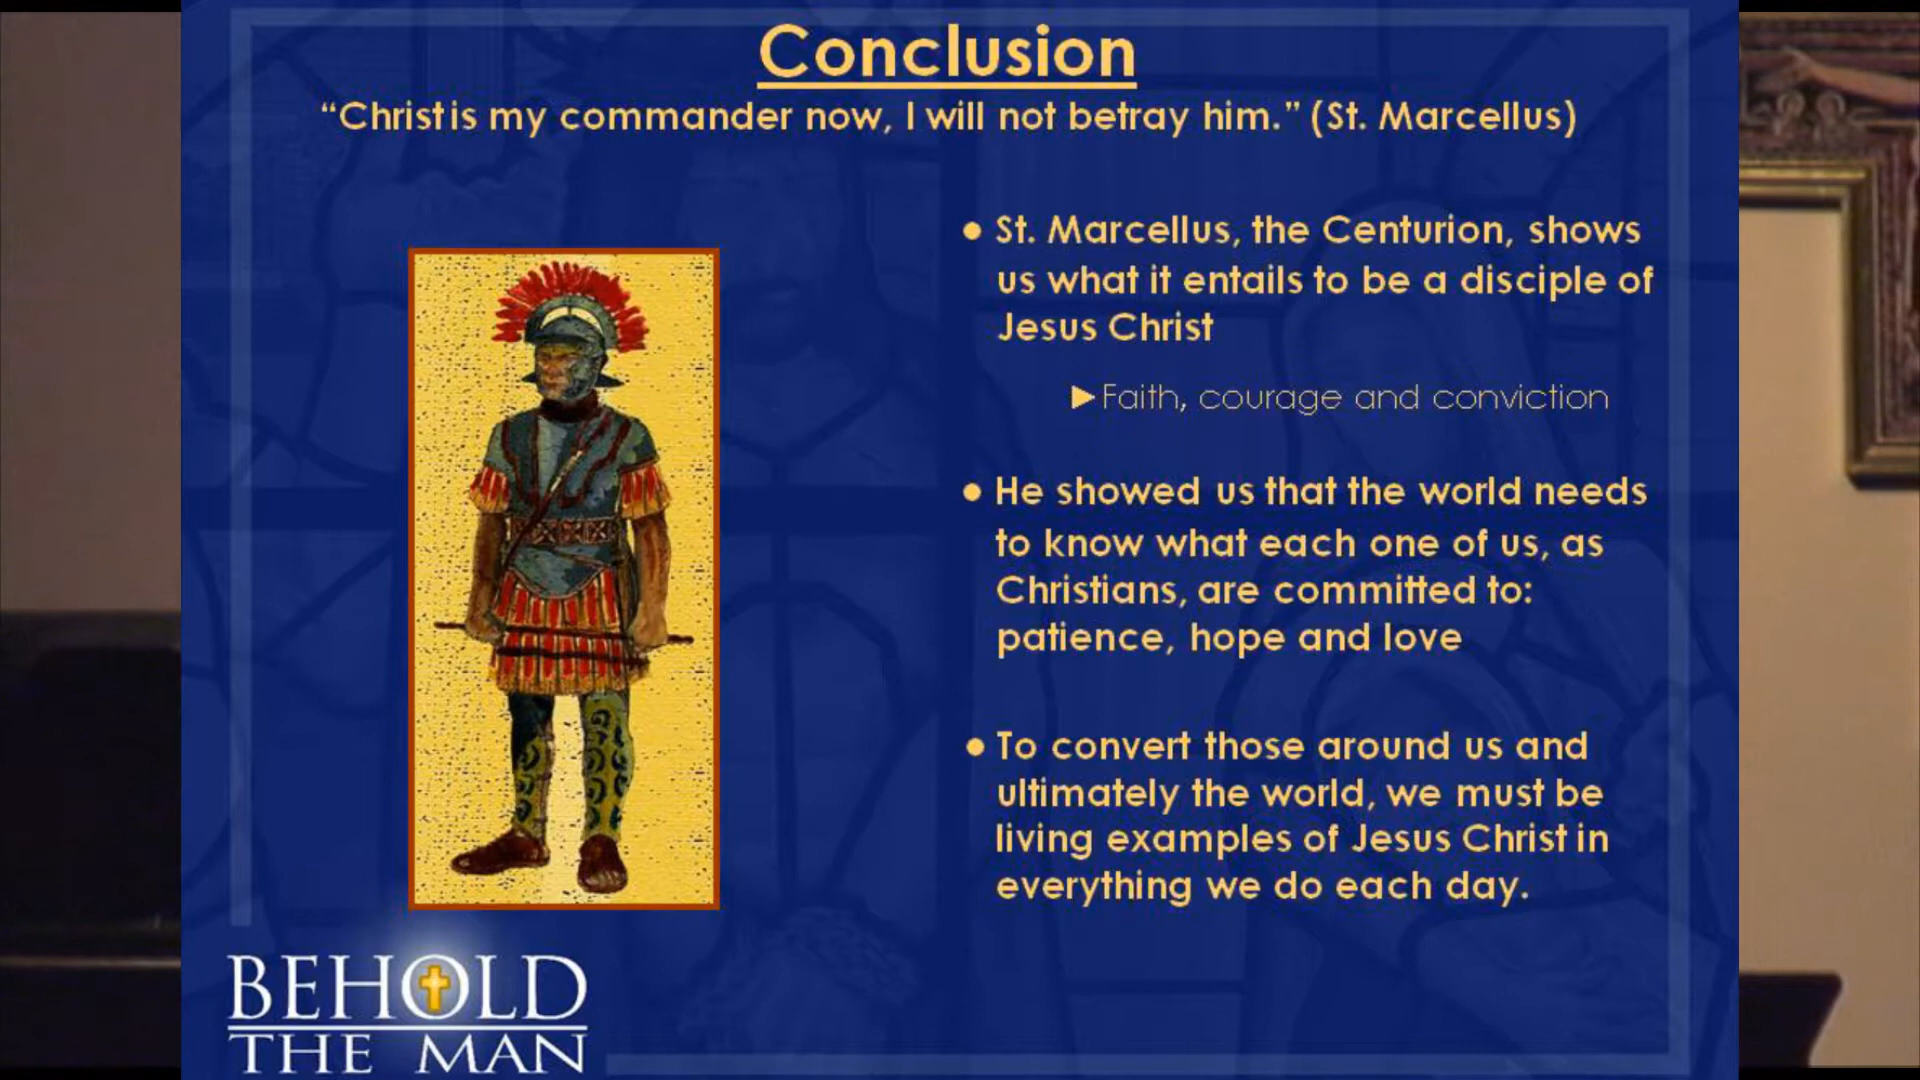 Conclusion
“Christ is my commander now, I will not betray him.” (St. Marcellus)
● St. Marcellus, the Centurion, shows
us what it entails to be a disciple of
Jesus Christ
►Faith, courage and conviction
● He showed us that the world needs
to know what each one of us, as
Christians, are committed to:
patience, hope and love
● To convert those around us and
ultimately the world, we must be
living examples of Jesus Christ in
everything we do each day.
BEHOLD
THE MAN